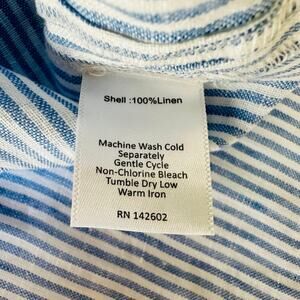 Shell :100%Linen
Machine Wash Cold
Separately
Gentle Cycle
Non-Chlorine Bleach
Tumble Dry Low
Warm Iron
RN 142602